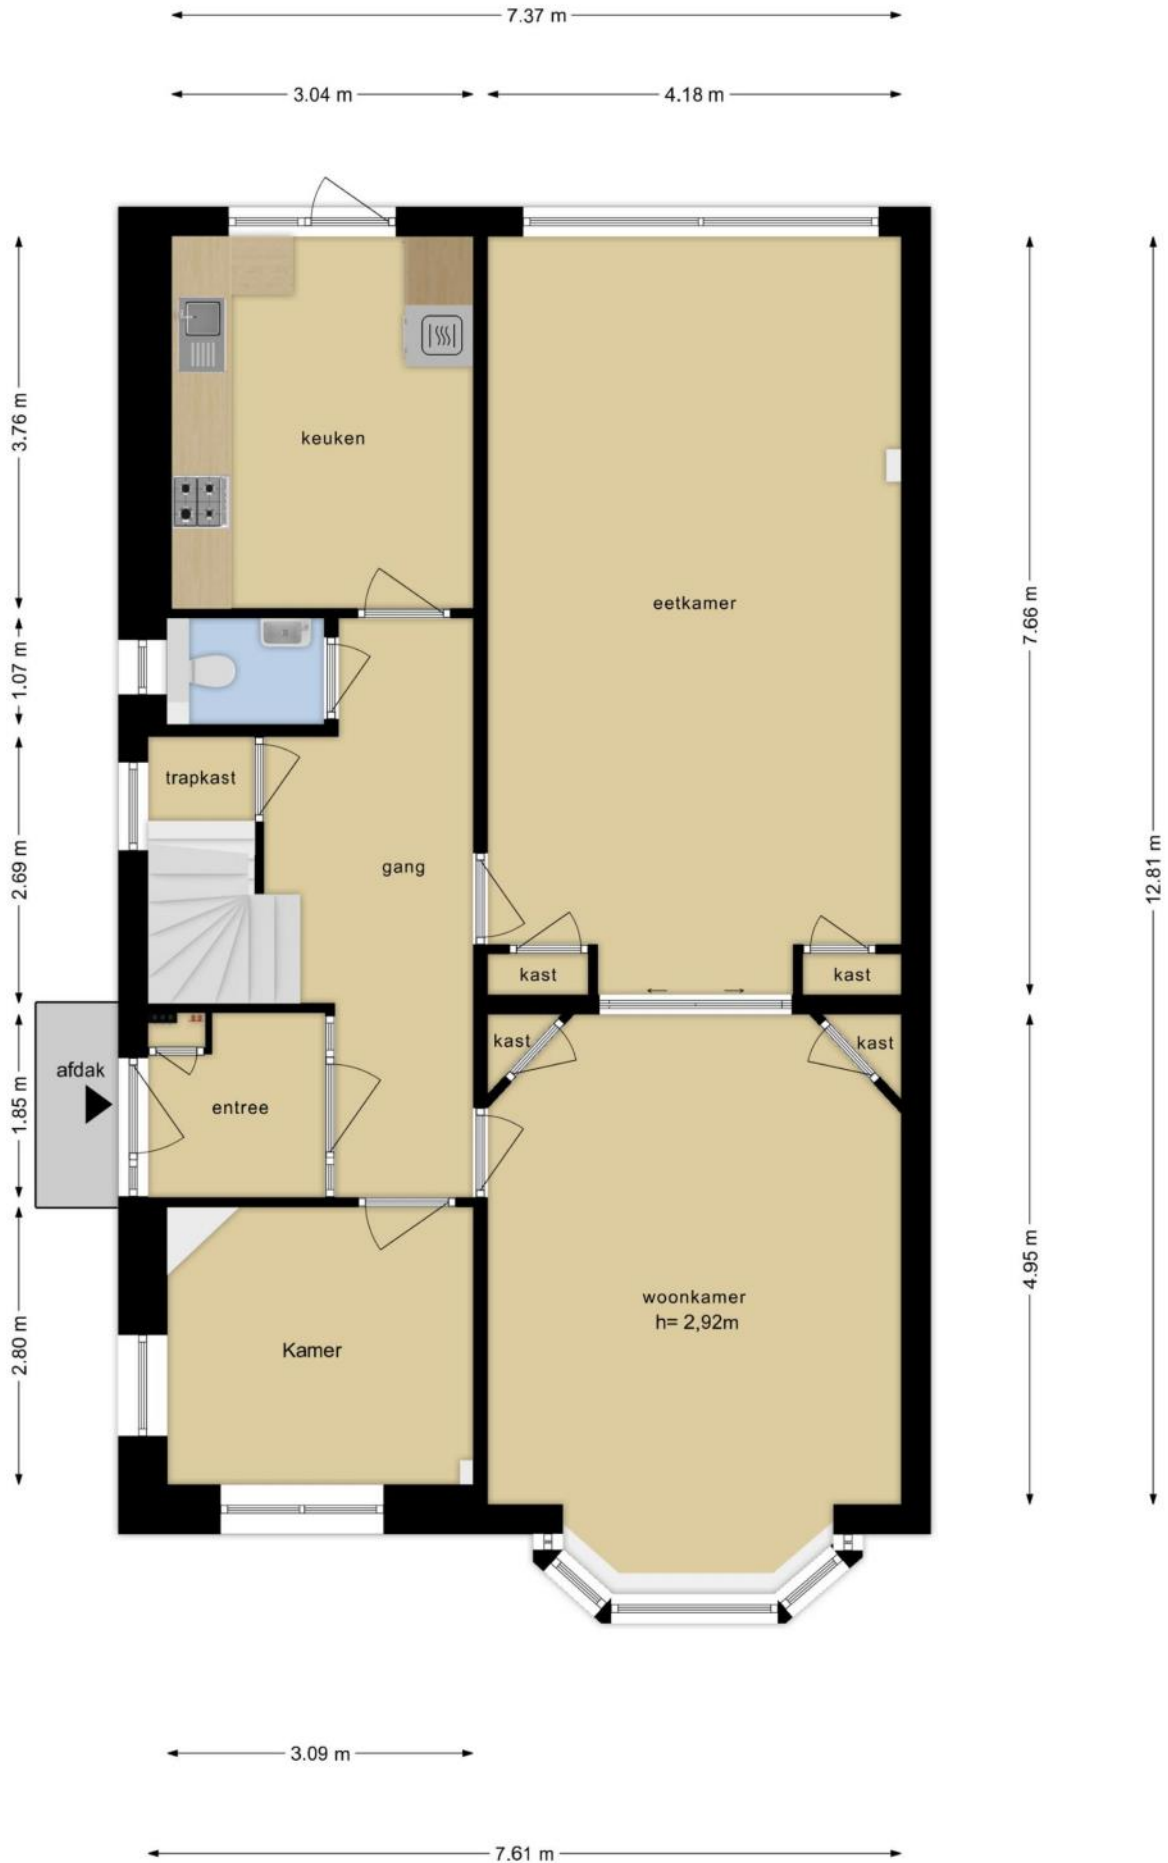 7.37 m
3.04 m
4.18 m
3.76 m
keuken
eetkamer
7.66 m
1.07 m
trapkast
2.69 m
gang
12.81 m
kast
kast
kast
kast
afdak
entree
1.85 m
4.95 m
woonkamer
h= 2,92m
Kamer
2.80 m
3.09 m
7.61 m